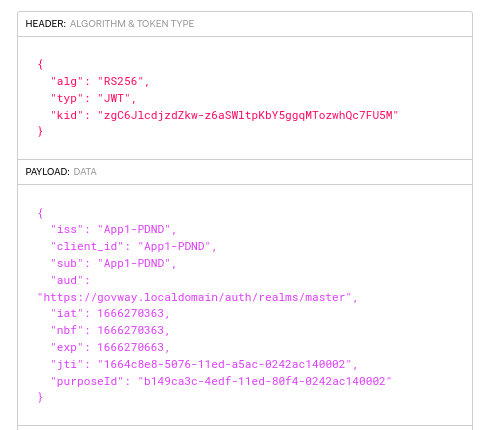 HEADER: ALGORITHM & TOKEN TYPE
{
"alg": "RS256",
"typ": "JWT",
"kid": "zgC6JlcdjzdZkw-z6aSWltpKbY5ggqMTozwhQc7FU5M"
}
PAYLOAD: DATA
{
"iss": "App1-PDND",
"client_id": "App1-PDND",
"sub": "App1-PDND",
"aud":
"https://govway.localdomain/auth/realms/master",
"iat": 1666270363,
"nbf": 1666270363,
"exp": 1666270663,
"jti": "1664c8e8-5076-11ed-a5ac-0242ac140002",
"purposeId": "b149ca3c-4edf-11ed-80f4-0242ac140002"
}